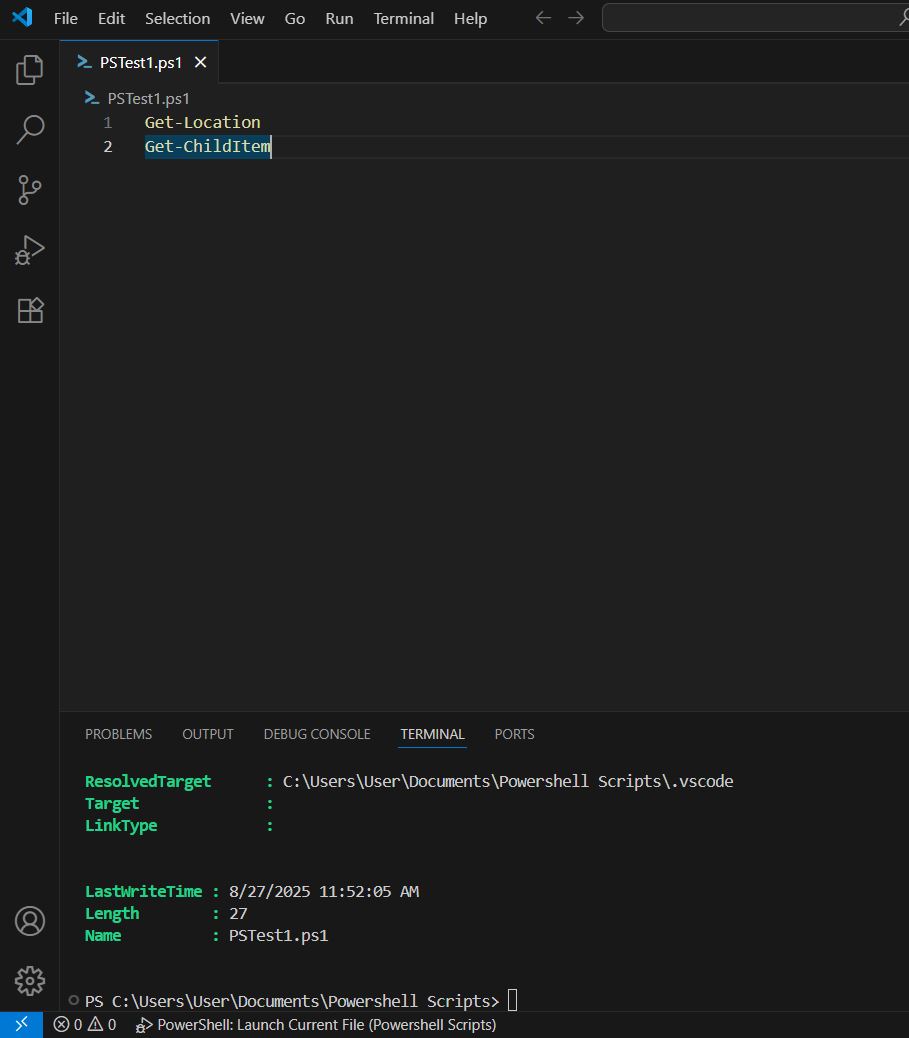 File Edit Selection View Go Run Terminal Help
PSTest1.ps1
PSTest1.ps1
1 Get-Location
2 Get-ChildItem
PROBLEMS OUTPUT DEBUG CONSOLE TERMINAL PORTS
ResolvedTarget : C:\Users\User\Documents\Powershell Scripts\.vscode
Target :
LinkType :
LastWriteTime : 8/27/2025 11:52:05 AM
Length : 27
Name : PSTest1.ps1
PS C:\Users\User\Documents\Powershell Scripts>
0 0 PowerShell: Launch Current File (Powershell Scripts)